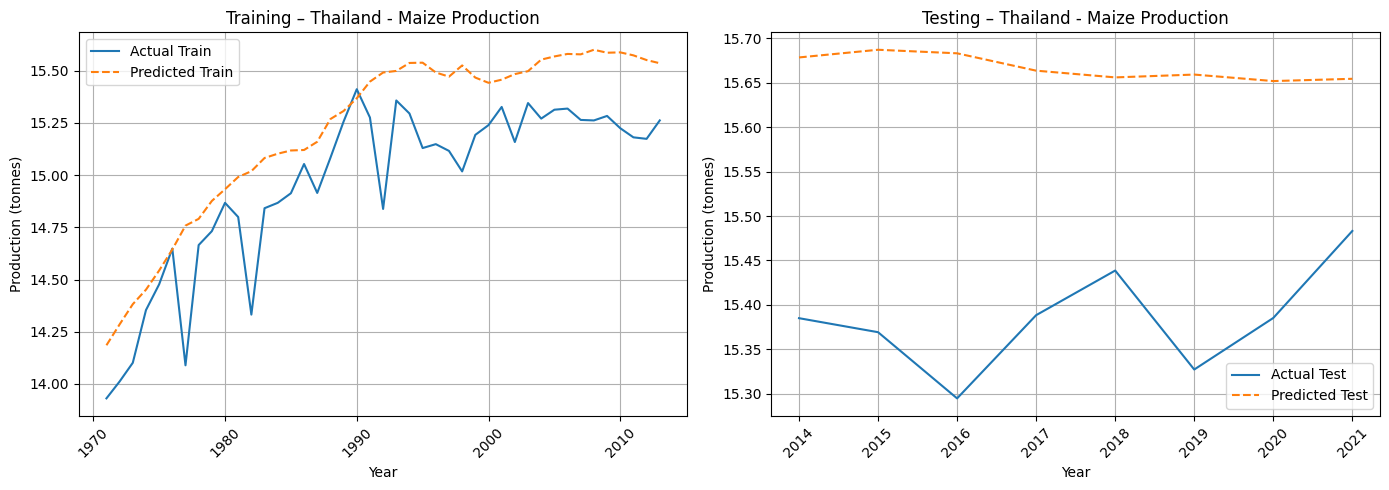 Training – Thailand - Maize Production
Actual Train
Predicted Train
Production (tonnes)
15.50
15.25
15.00
14.75
14.50
14.25
14.00
1970
1980
1990
2000
2010
Year
Testing – Thailand - Maize Production
Production (tonnes)
15.70
15.65
15.60
15.55
15.50
15.45
15.40
15.35
15.30
Actual Test
Predicted Test
2014
2015
2016
2017
2018
2019
2020
2021
Year